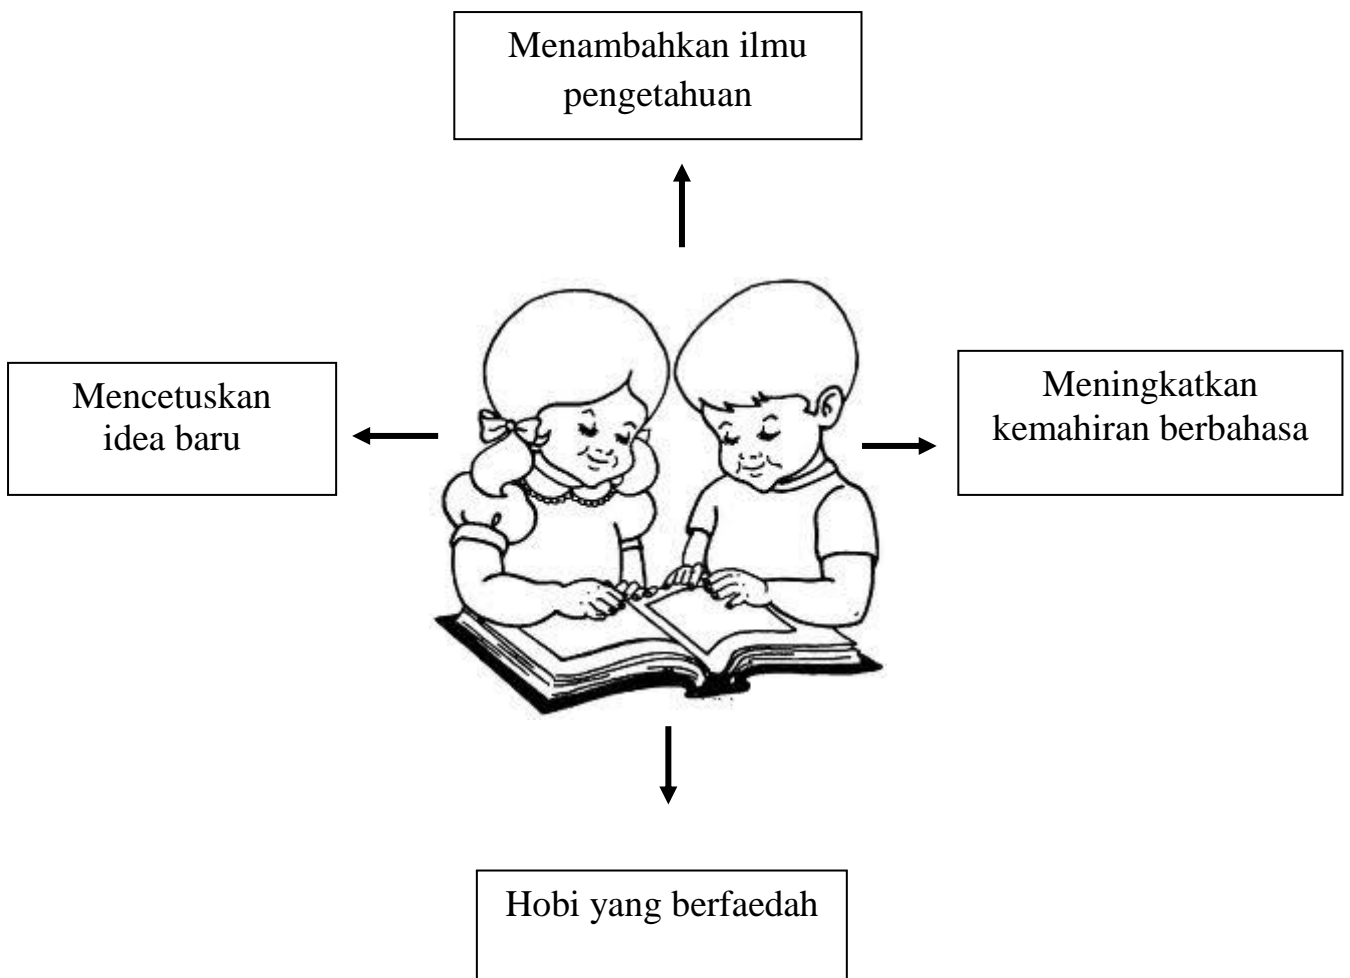 Menambahkan ilmu
pengetahuan
Mencetuskan
idea baru
Meningkatkan
kemahiran berbahasa
Hobi yang berfaedah